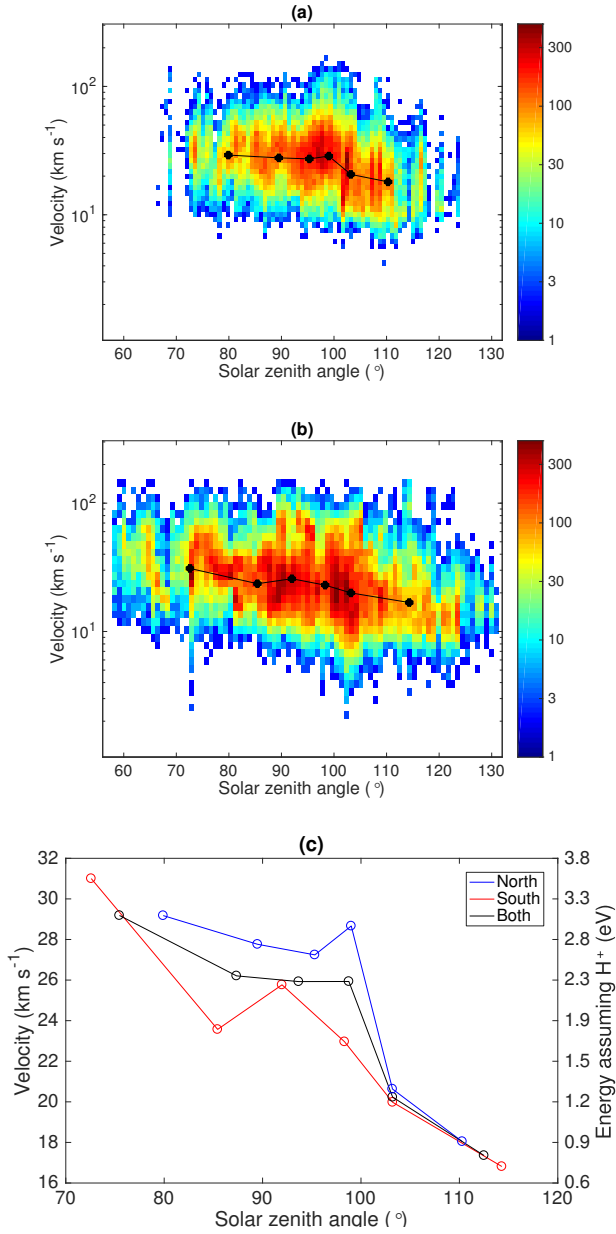 (a)
Velocity (km s⁻¹)
10²
10¹
60 70 80 90 100 110 120 130
Solar zenith angle (°)
300
100
30
10
3
1
(b)
Velocity (km s⁻¹)
10²
10¹
60 70 80 90 100 110 120 130
Solar zenith angle (°)
300
100
30
10
3
1
(c)
Velocity (km s⁻¹)
32
30
28
26
24
22
20
18
16
70 80 90 100 110 120
Solar zenith angle (°)
North
South
Both
3.8
3.3
2.8
2.3
1.9
1.5
1.2
0.9
0.6
Energy assuming H⁺ (eV)